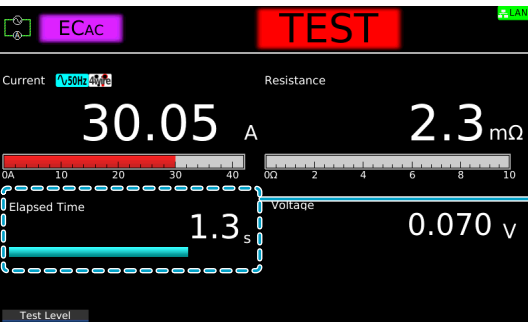 LAN
ECAC
TEST
Current 50Hz 4wire
Resistance
30.05 A
2.3 mΩ
0A 10 20 30 40
0Ω 2 4 6 8 10
Elapsed Time
Voltage
1.3 s
0.070 V
Test Level